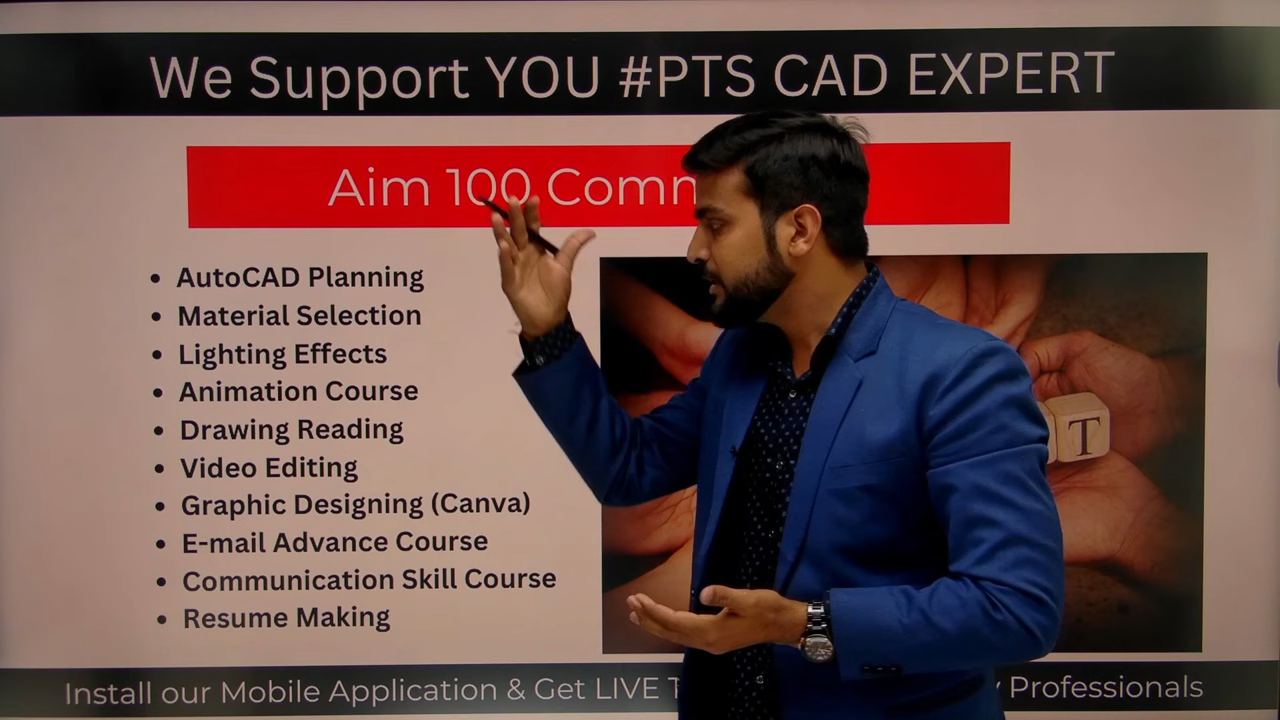 We Support YOU #PTS CAD EXPERT
Aim 100
• AutoCAD Planning
• Material Selection
• Lighting Effects
• Animation Course
• Drawing Reading
• Video Editing
• Graphic Designing (Canva)
• E-mail Advance Course
• Communication Skill Course
• Resume Making
T
Install our Mobile Application & Get LIVE Professionals